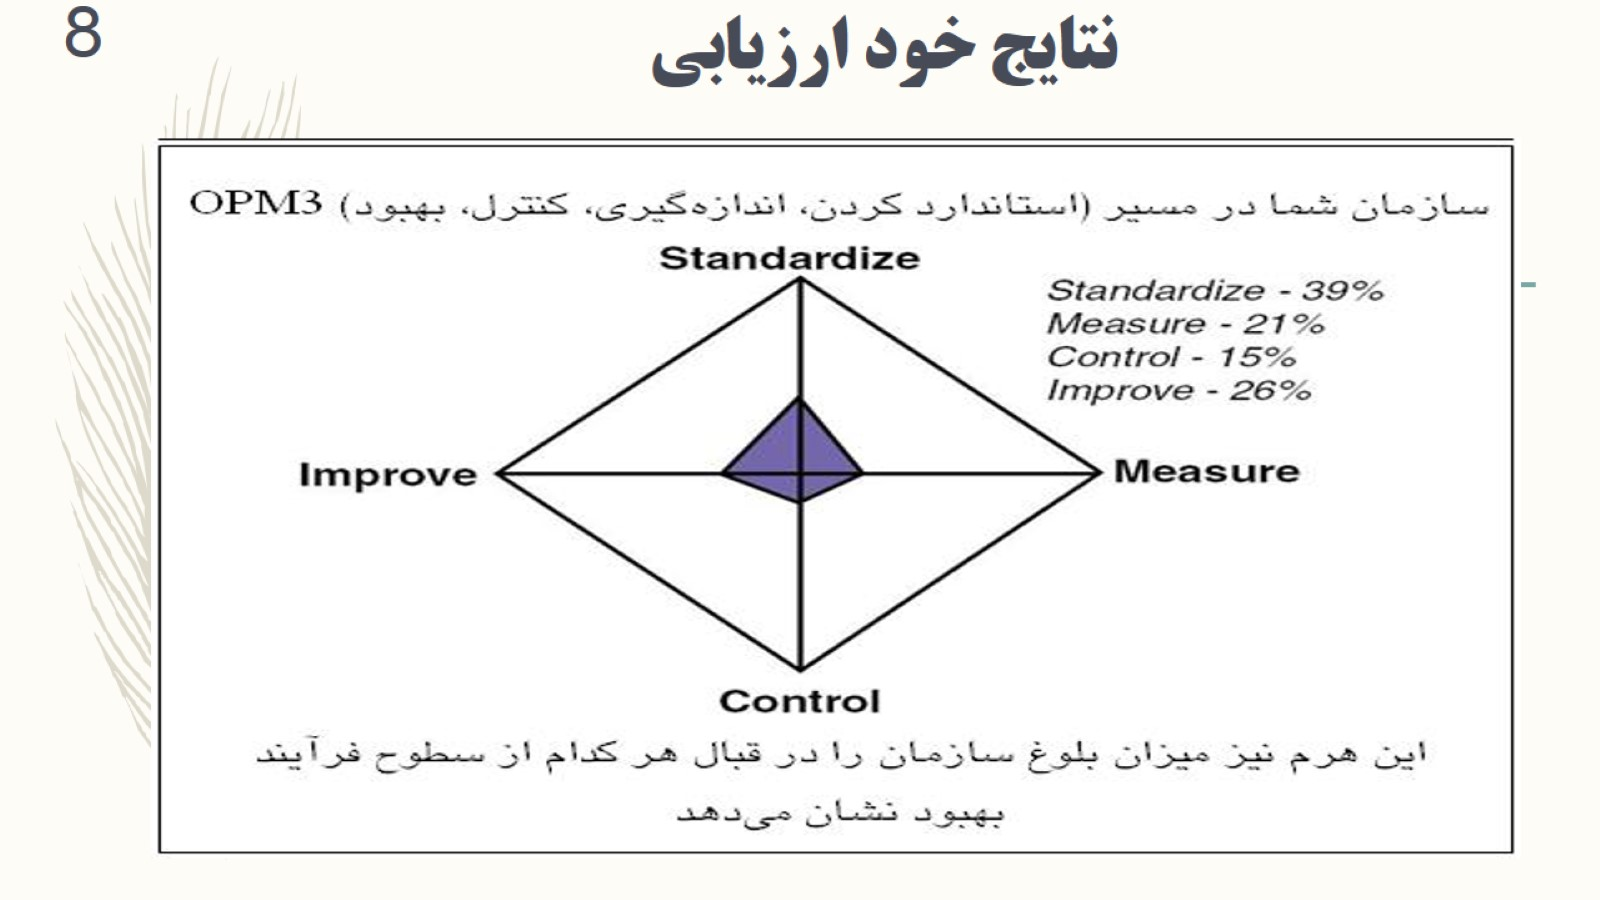 8
نتایج خود ارزیابی
سازمان شما در مسیر (استاندارد کردن، اندازه‌گیری، کنترل، بهبود) OPM3
Standardize
Standardize - 39%
Measure - 21%
Control - 15%
Improve - 26%
Improve
Measure
Control
این هرم نیز میزان بلوغ سازمان را در قبال هر کدام از سطوح فرآیند
بهبود نشان می‌دهد